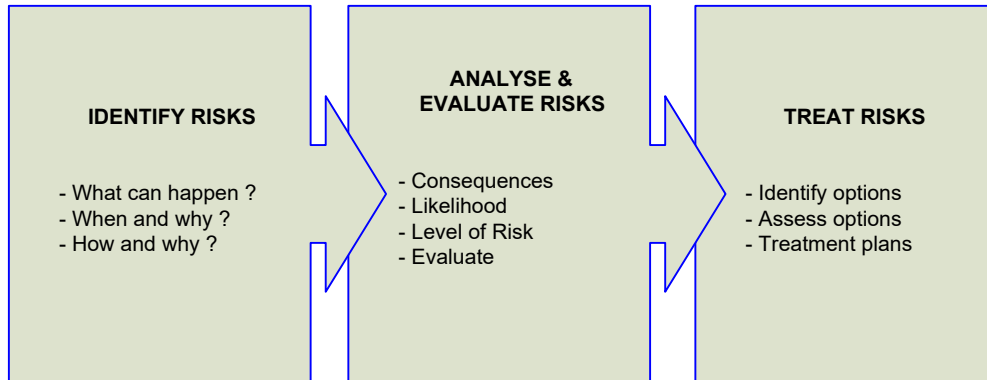 IDENTIFY RISKS
- What can happen ?
- When and why ?
- How and why ?
ANALYSE &
EVALUATE RISKS
- Consequences
- Likelihood
- Level of Risk
- Evaluate
TREAT RISKS
- Identify options
- Assess options
- Treatment plans